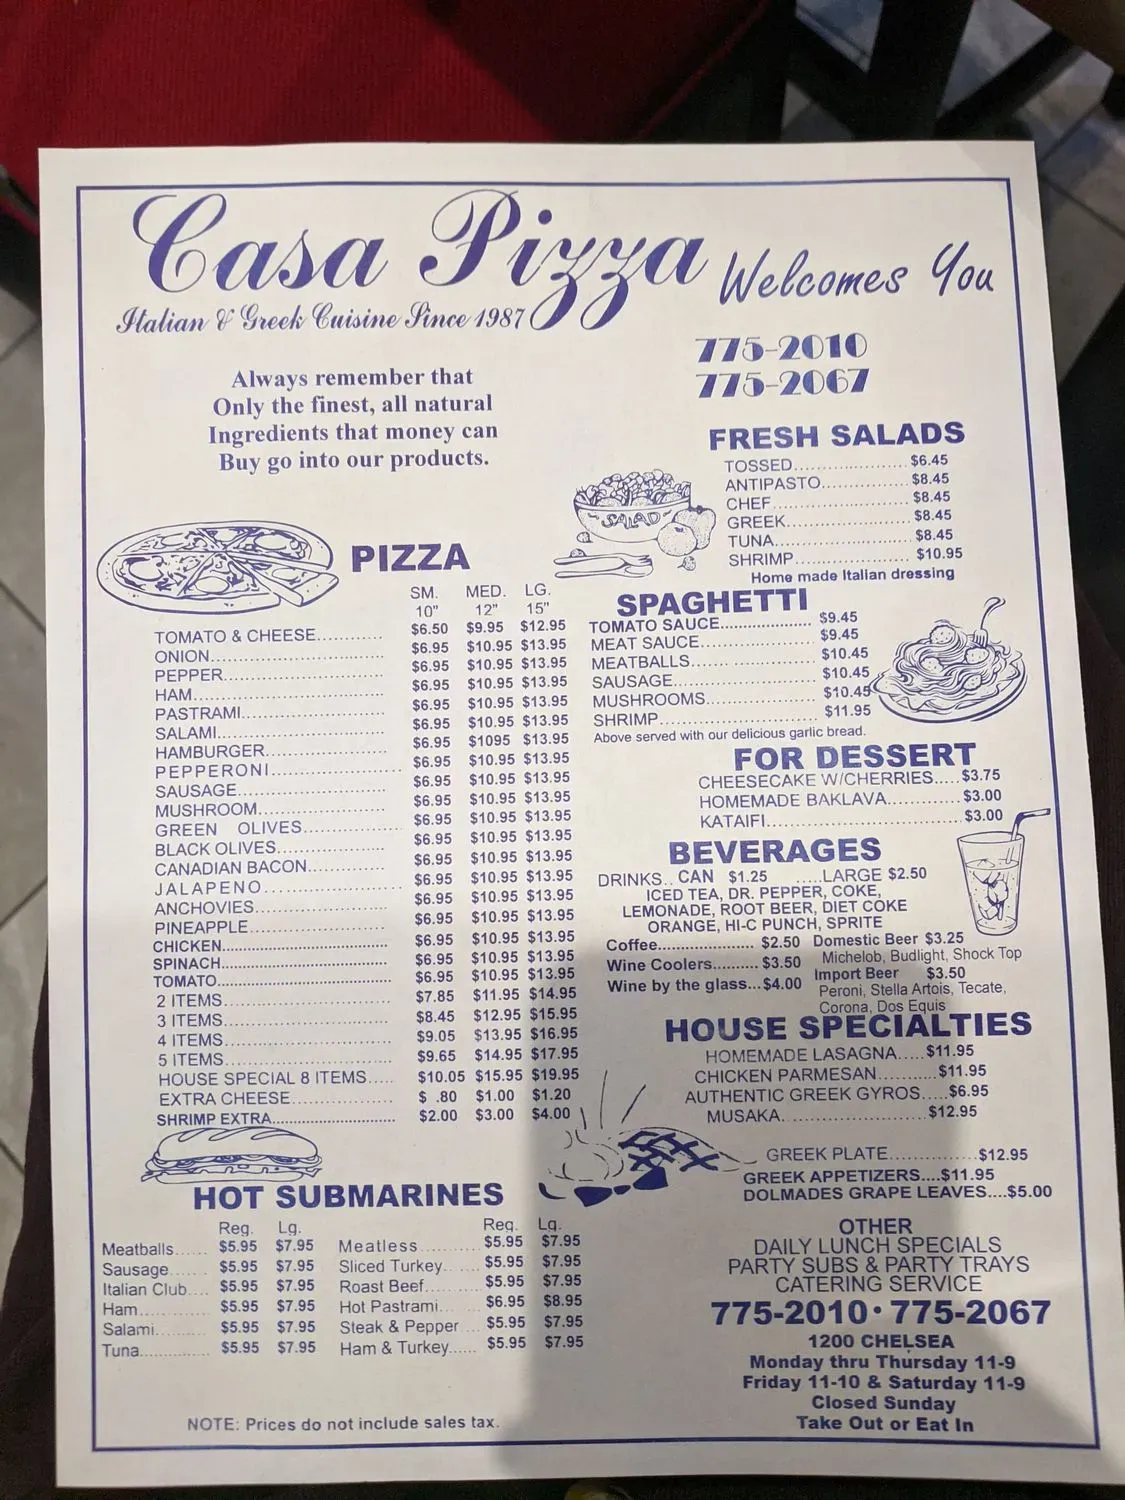 Casa Pizza Welcomes You
Italian & Greek Cuisine Since 1987
775-2010
775-2067
Always remember that
Only the finest, all natural
Ingredients that money can
Buy go into our products.
PIZZA
SM. MED. LG.
10" 12" 15"
TOMATO & CHEESE............ $6.50 $9.95 $12.95
ONION............ $6.95 $10.95 $13.95
PEPPER............ $6.95 $10.95 $13.95
HAM............ $6.95 $10.95 $13.95
PASTRAMI............ $6.95 $10.95 $13.95
SALAMI............ $6.95 $10.95 $13.95
HAMBURGER............ $6.95 $1095 $13.95
PEPPERONI............ $6.95 $10.95 $13.95
SAUSAGE............ $6.95 $10.95 $13.95
MUSHROOM............ $6.95 $10.95 $13.95
GREEN OLIVES............ $6.95 $10.95 $13.95
BLACK OLIVES............ $6.95 $10.95 $13.95
CANADIAN BACON............ $6.95 $10.95 $13.95
JALAPENO............ $6.95 $10.95 $13.95
ANCHOVIES............ $6.95 $10.95 $13.95
PINEAPPLE............ $6.95 $10.95 $13.95
CHICKEN............ $6.95 $10.95 $13.95
SPINACH............ $6.95 $10.95 $13.95
TOMATO............ $6.95 $10.95 $13.95
2 ITEMS............ $7.85 $11.95 $14.95
3 ITEMS............ $8.45 $12.95 $15.95
4 ITEMS............ $9.05 $13.95 $16.95
5 ITEMS............ $9.65 $14.95 $17.95
HOUSE SPECIAL 8 ITEMS..... $10.05 $15.95 $19.95
EXTRA CHEESE............ $ .80 $1.00 $1.20
SHRIMP EXTRA............ $2.00 $3.00 $4.00
HOT SUBMARINES
Reg. Lg.
Meatballs...... $5.95 $7.95
Sausage...... $5.95 $7.95
Italian Club.... $5.95 $7.95
Ham............ $5.95 $7.95
Salami.......... $5.95 $7.95
Tuna............ $5.95 $7.95
Reg. Lg.
Meatless.......... $5.95 $7.95
Sliced Turkey...... $5.95 $7.95
Roast Beef......... $5.95 $7.95
Hot Pastrami... $6.95 $8.95
Steak & Pepper.... $5.95 $7.95
Ham & Turkey...... $5.95 $7.95
NOTE: Prices do not include sales tax.
FRESH SALADS
SALAD
TOSSED............ $6.45
ANTIPASTO............ $8.45
CHEF............ $8.45
GREEK............ $8.45
TUNA............ $8.45
SHRIMP............ $10.95
Home made Italian dressing
SPAGHETTI
TOMATO SAUCE............ $9.45
MEAT SAUCE............ $9.45
MEATBALLS............ $10.45
SAUSAGE............ $10.45
MUSHROOMS............ $10.45
SHRIMP............ $11.95
Above served with our delicious garlic bread.
FOR DESSERT
CHEESECAKE W/CHERRIES.....$3.75
HOMEMADE BAKLAVA............ $3.00
KATAIFI............ $3.00
BEVERAGES
DRINKS.. CAN $1.25 .....LARGE $2.50
ICED TEA, DR. PEPPER, COKE,
LEMONADE, ROOT BEER, DIET COKE
ORANGE, HI-C PUNCH, SPRITE
Coffee............ $2.50
Wine Coolers.......... $3.50
Wine by the glass...$4.00
Domestic Beer $3.25
Michelob, Budlight, Shock Top
Import Beer $3.50
Peroni, Stella Artois, Tecate,
Corona, Dos Equis
HOUSE SPECIALTIES
HOMEMADE LASAGNA.....$11.95
CHICKEN PARMESAN..........$11.95
AUTHENTIC GREEK GYROS.....$6.95
MUSAKA............$12.95
GREEK PLATE............$12.95
GREEK APPETIZERS....$11.95
DOLMADES GRAPE LEAVES....$5.00
OTHER
DAILY LUNCH SPECIALS
PARTY SUBS & PARTY TRAYS
CATERING SERVICE
775-2010 • 775-2067
1200 CHELSEA
Monday thru Thursday 11-9
Friday 11-10 & Saturday 11-9
Closed Sunday
Take Out or Eat In